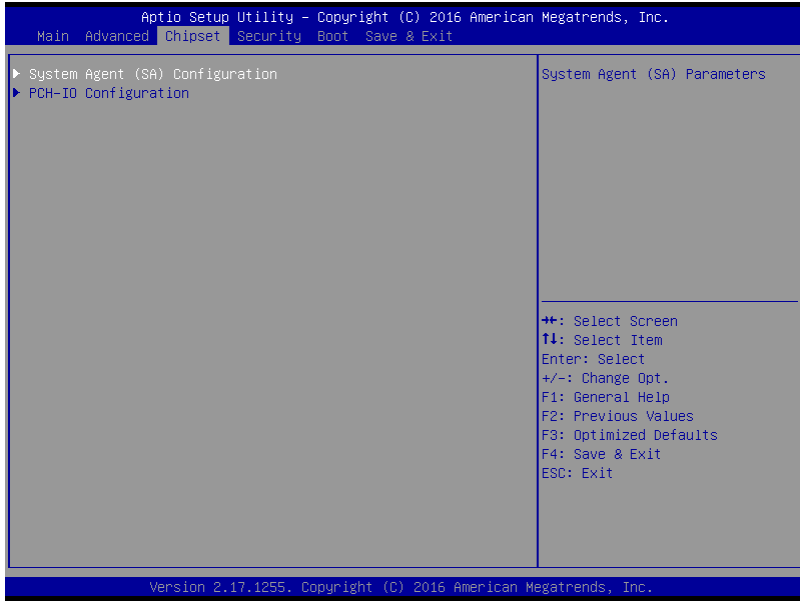 Aptio Setup Utility – Copyright (C) 2016 American Megatrends, Inc.
Main Advanced Chipset Security Boot Save & Exit
▶ System Agent (SA) Configuration
▶ PCH-IO Configuration
System Agent (SA) Parameters
→←: Select Screen
↑↓: Select Item
Enter: Select
+/-: Change Opt.
F1: General Help
F2: Previous Values
F3: Optimized Defaults
F4: Save & Exit
ESC: Exit
Version 2.17.1255. Copyright (C) 2016 American Megatrends, Inc.